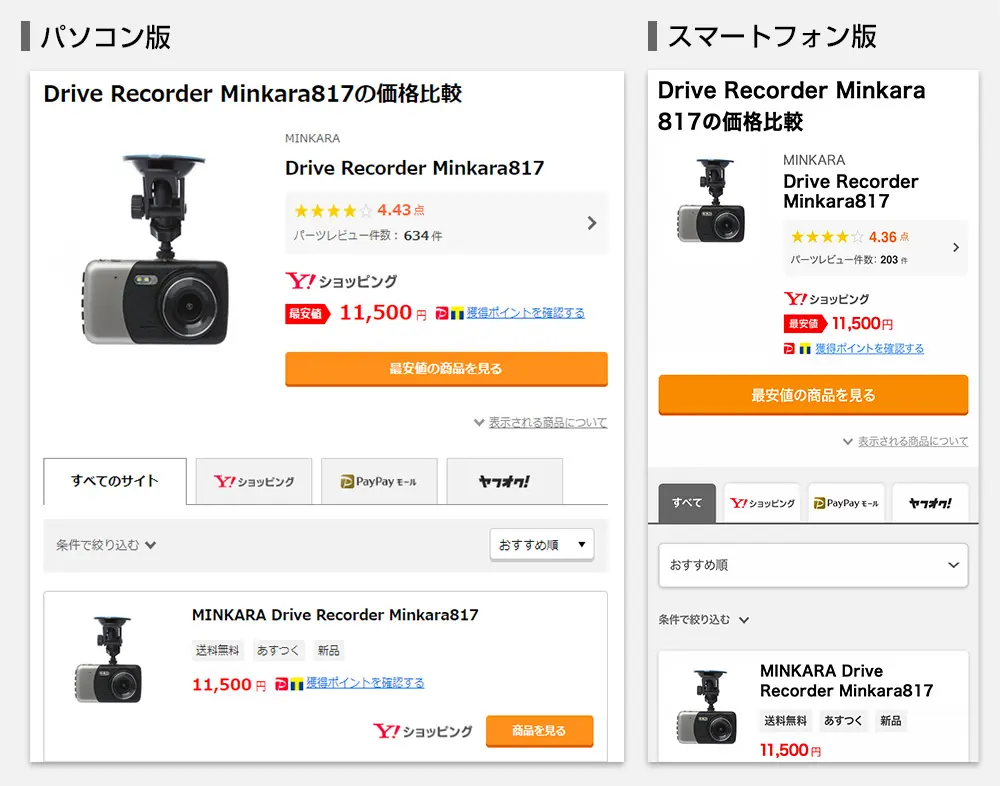 パソコン版
Drive Recorder Minkara817の価格比較
MINKARA
Drive Recorder Minkara817
★★★★☆ 4.43点
パーツレビュー件数： 634件
Y!ショッピング
最安値 11,500円 獲得ポイントを確認する
最安値の商品を見る
表示される商品について
すべてのサイト Y!ショッピング PayPayモール ヤフオク!
条件で絞り込む おすすめ順
MINKARA Drive Recorder Minkara817
送料無料 あすつく 新品
11,500円 獲得ポイントを確認する
Y!ショッピング 商品を見る
スマートフォン版
Drive Recorder Minkara
817の価格比較
MINKARA
Drive Recorder
Minkara817
★★★★☆ 4.36点
パーツレビュー件数: 203件
Y!ショッピング
最安値 11,500円
獲得ポイントを確認する
最安値の商品を見る
表示される商品について
すべて Y!ショッピング PayPayモール ヤフオク!
おすすめ順
条件で絞り込む
MINKARA Drive
Recorder Minkara817
送料無料 あすつく 新品
11,500円